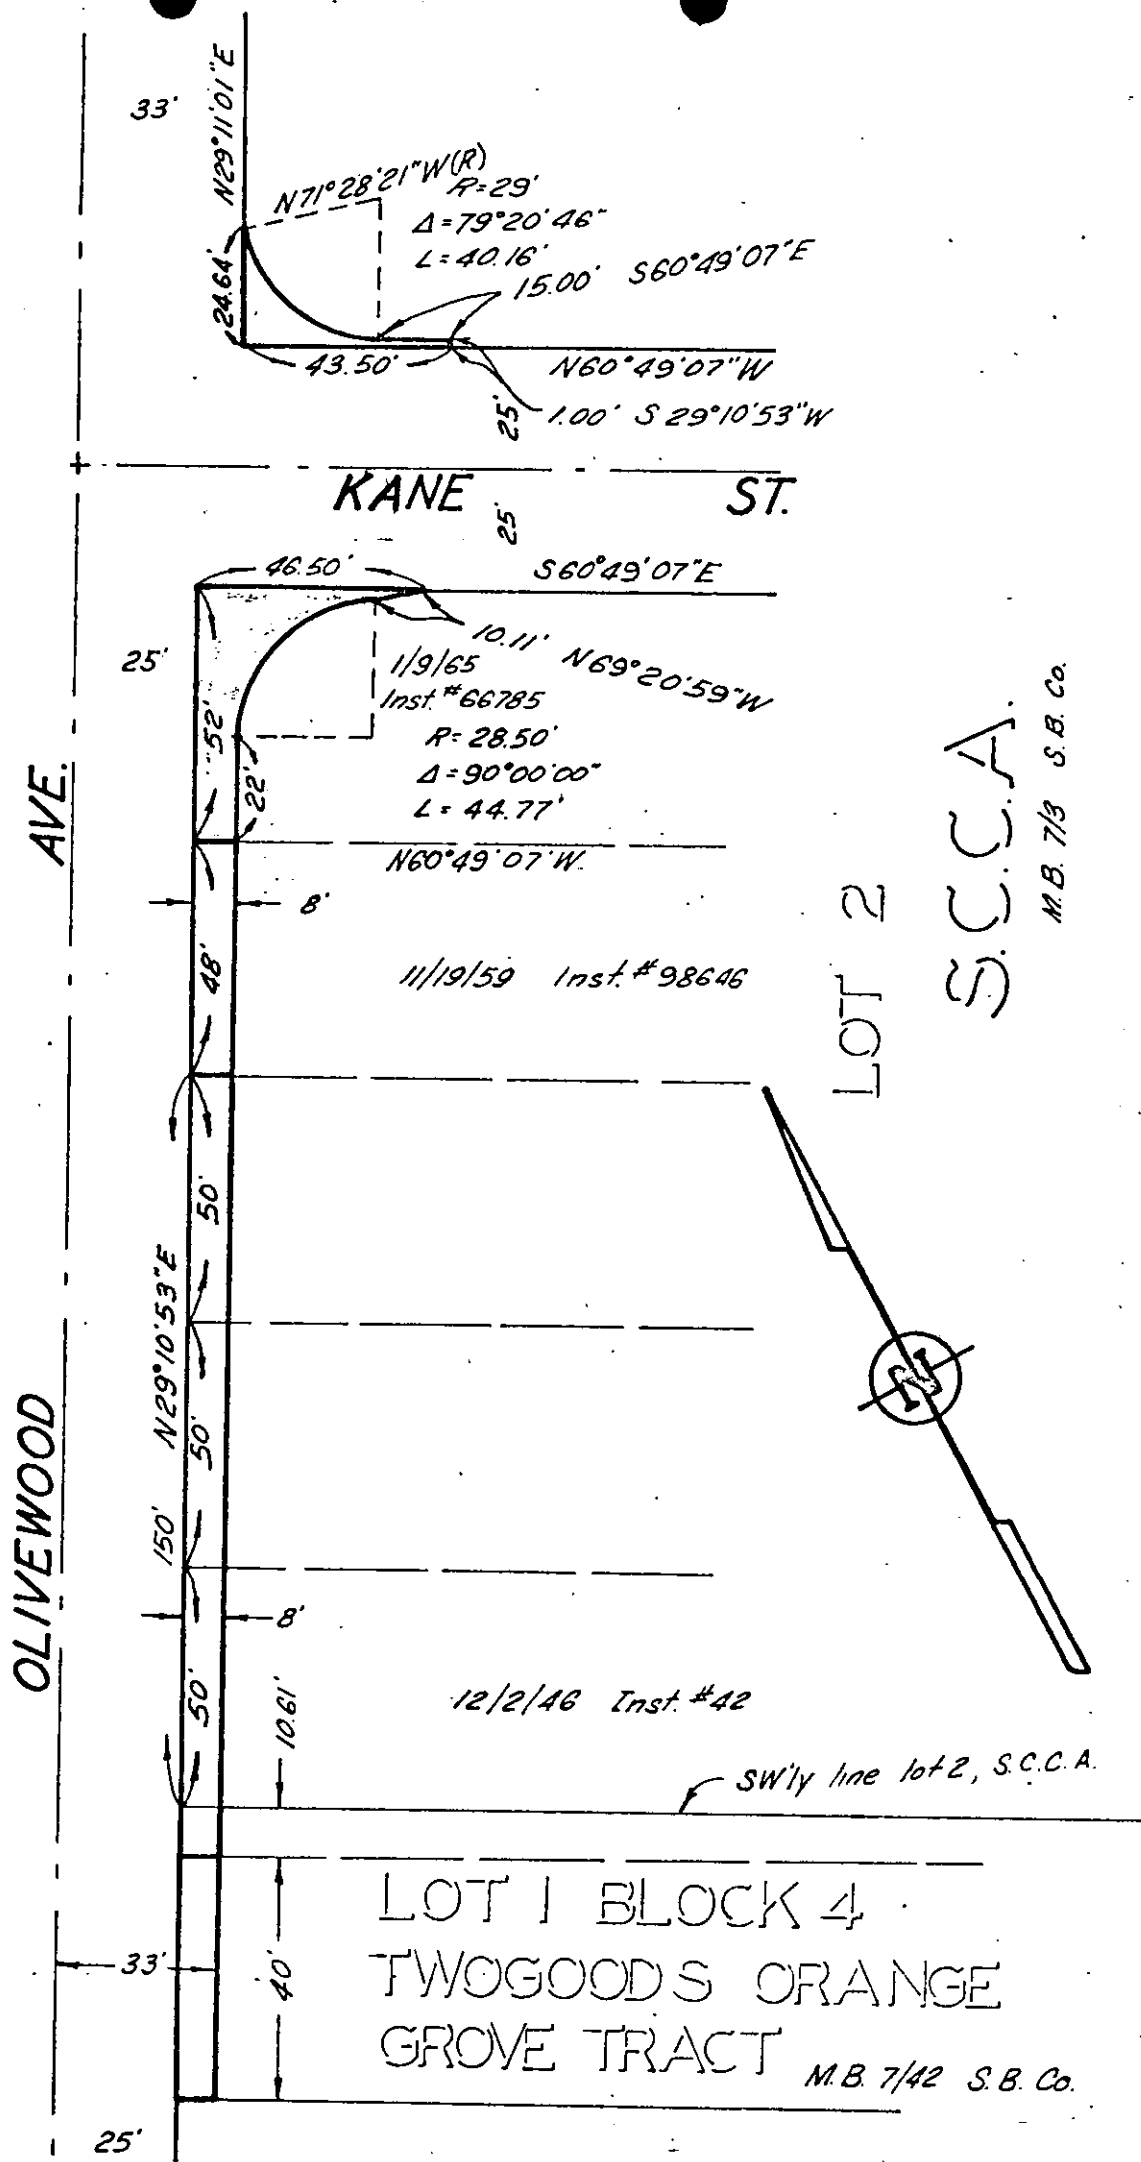 33'
N29°11'01"E
N71°28'21"W(R)
R=29'
Δ=79°20'46"
L=40.16'
15.00' S60°49'07"E
24.64'
43.50'
N60°49'07"W
1.00' S29°10'53"W
25'
KANE ST.
25'
46.50'
S60°49'07"E
10.11' N69°20'59"W
25'
1/9/65
Inst. #66785
R=28.50'
Δ=90°00'00"
L=44.77'
52'
22'
N60°49'07"W
8'
48'
11/19/59 Inst. #98646
LOT 2
S.C.C.A.
M.B. 7/3 S.B. Co.
OLIVEWOOD AVE.
50'
N29°10'53"E
150'
50'
N
8'
50'
10.61'
12/2/46 Inst. #42
SW'ly line lot 2, S.C.C.A.
LOT 1 BLOCK 4
TWOGOODS ORANGE
GROVE TRACT
M.B. 7/42 S.B. Co.
33'
40'
25'